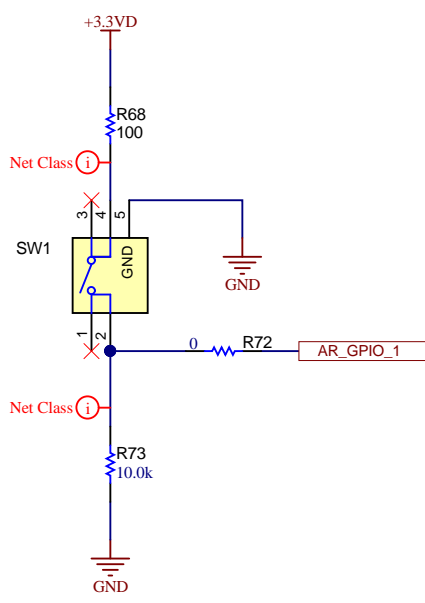 +3.3VD
R68
100
Net Class i
3
4
5
SW1
GND
GND
1
2
0
R72
AR_GPIO_1
Net Class i
R73
10.0k
GND